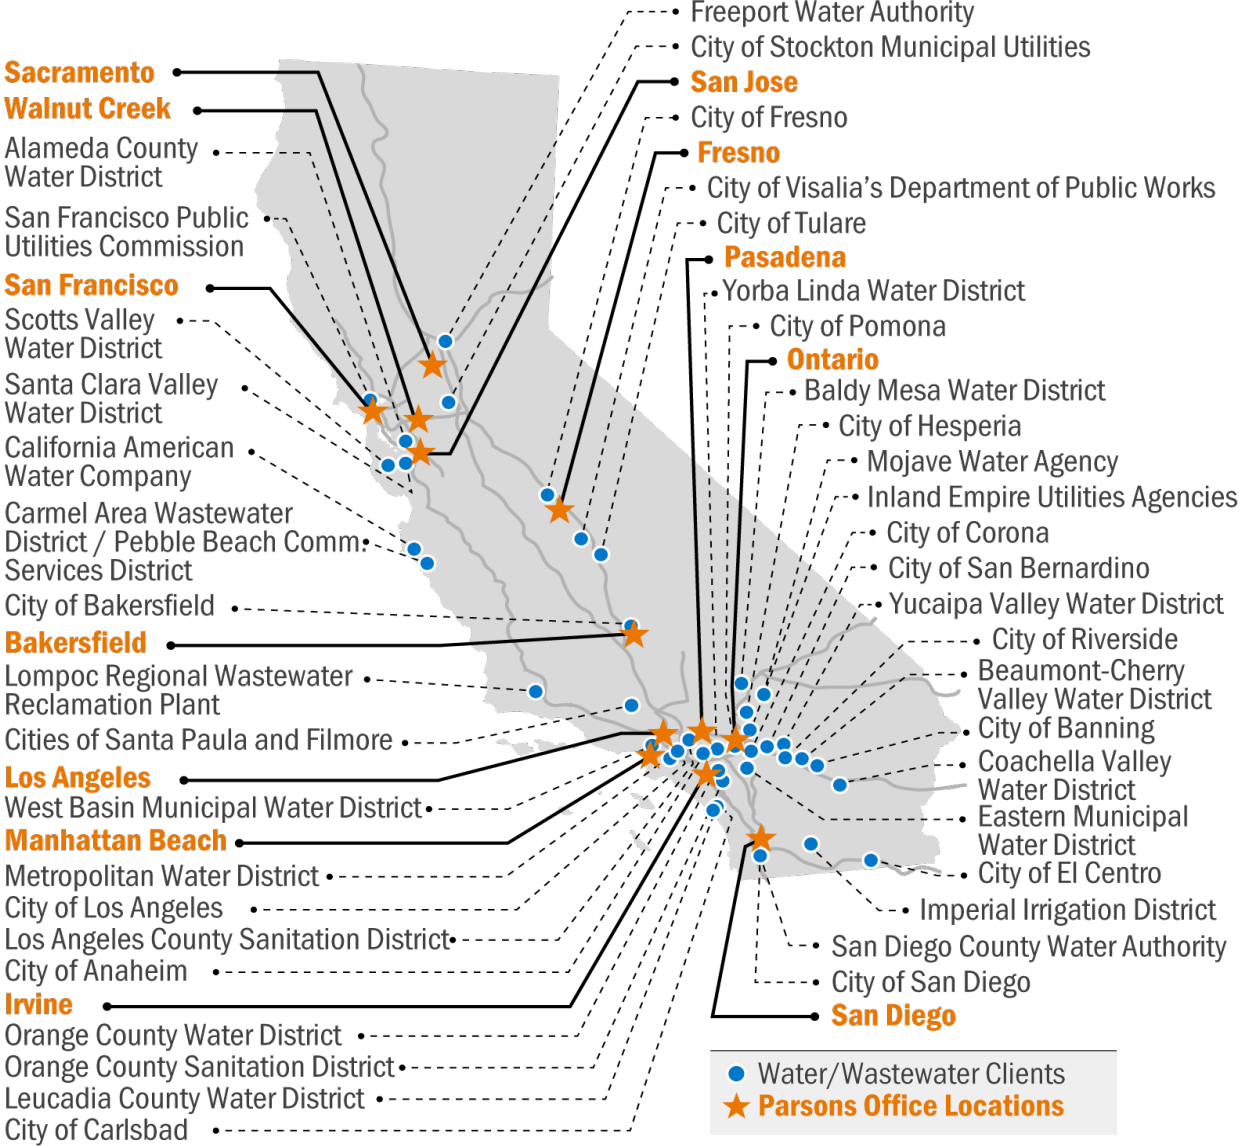 Sacramento
Walnut Creek
Alameda County
Water District
San Francisco Public
Utilities Commission
San Francisco
Scotts Valley
Water District
Santa Clara Valley
Water District
California American
Water Company
Carmel Area Wastewater
District / Pebble Beach Comm.
Services District
City of Bakersfield
Bakersfield
Lompoc Regional Wastewater
Reclamation Plant
Cities of Santa Paula and Filmore
Los Angeles
West Basin Municipal Water District
Manhattan Beach
Metropolitan Water District
City of Los Angeles
Los Angeles County Sanitation District
City of Anaheim
Irvine
Orange County Water District
Orange County Sanitation District
Leucadia County Water District
City of Carlsbad
Freeport Water Authority
City of Stockton Municipal Utilities
San Jose
City of Fresno
Fresno
City of Visalia’s Department of Public Works
City of Tulare
Pasadena
Yorba Linda Water District
City of Pomona
Ontario
Baldy Mesa Water District
City of Hesperia
Mojave Water Agency
Inland Empire Utilities Agencies
City of Corona
City of San Bernardino
Yucaipa Valley Water District
City of Riverside
Beaumont-Cherry
Valley Water District
City of Banning
Coachella Valley
Water District
Eastern Municipal
Water District
City of El Centro
Imperial Irrigation District
San Diego County Water Authority
City of San Diego
San Diego
Water/Wastewater Clients
Parsons Office Locations